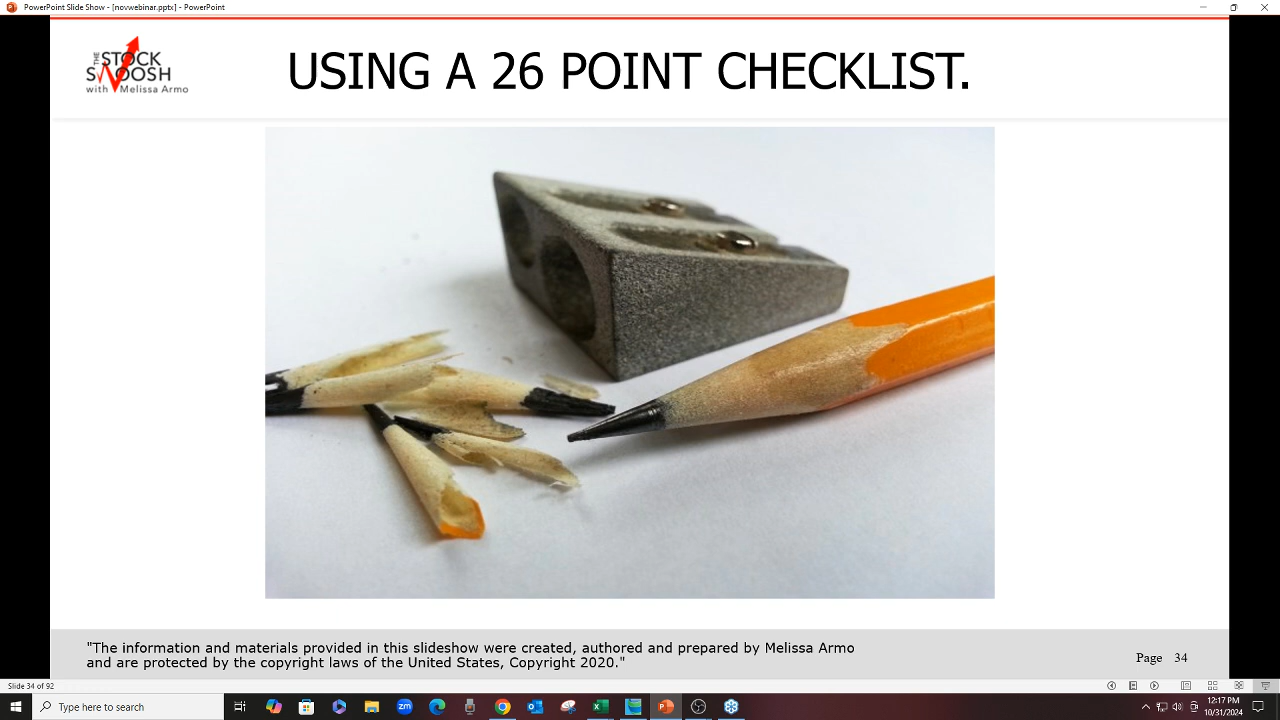 PowerPoint Slide Show - [novwebinar.pptx] - PowerPoint
THE
STOCK
SWOOSH
with Melissa Armo
USING A 26 POINT CHECKLIST.
"The information and materials provided in this slideshow were created, authored and prepared by Melissa Armo
and are protected by the copyright laws of the United States, Copyright 2020."
Page 34
Slide 34 of 92
Type here to search
zm
12:17 PM
10/31/2024